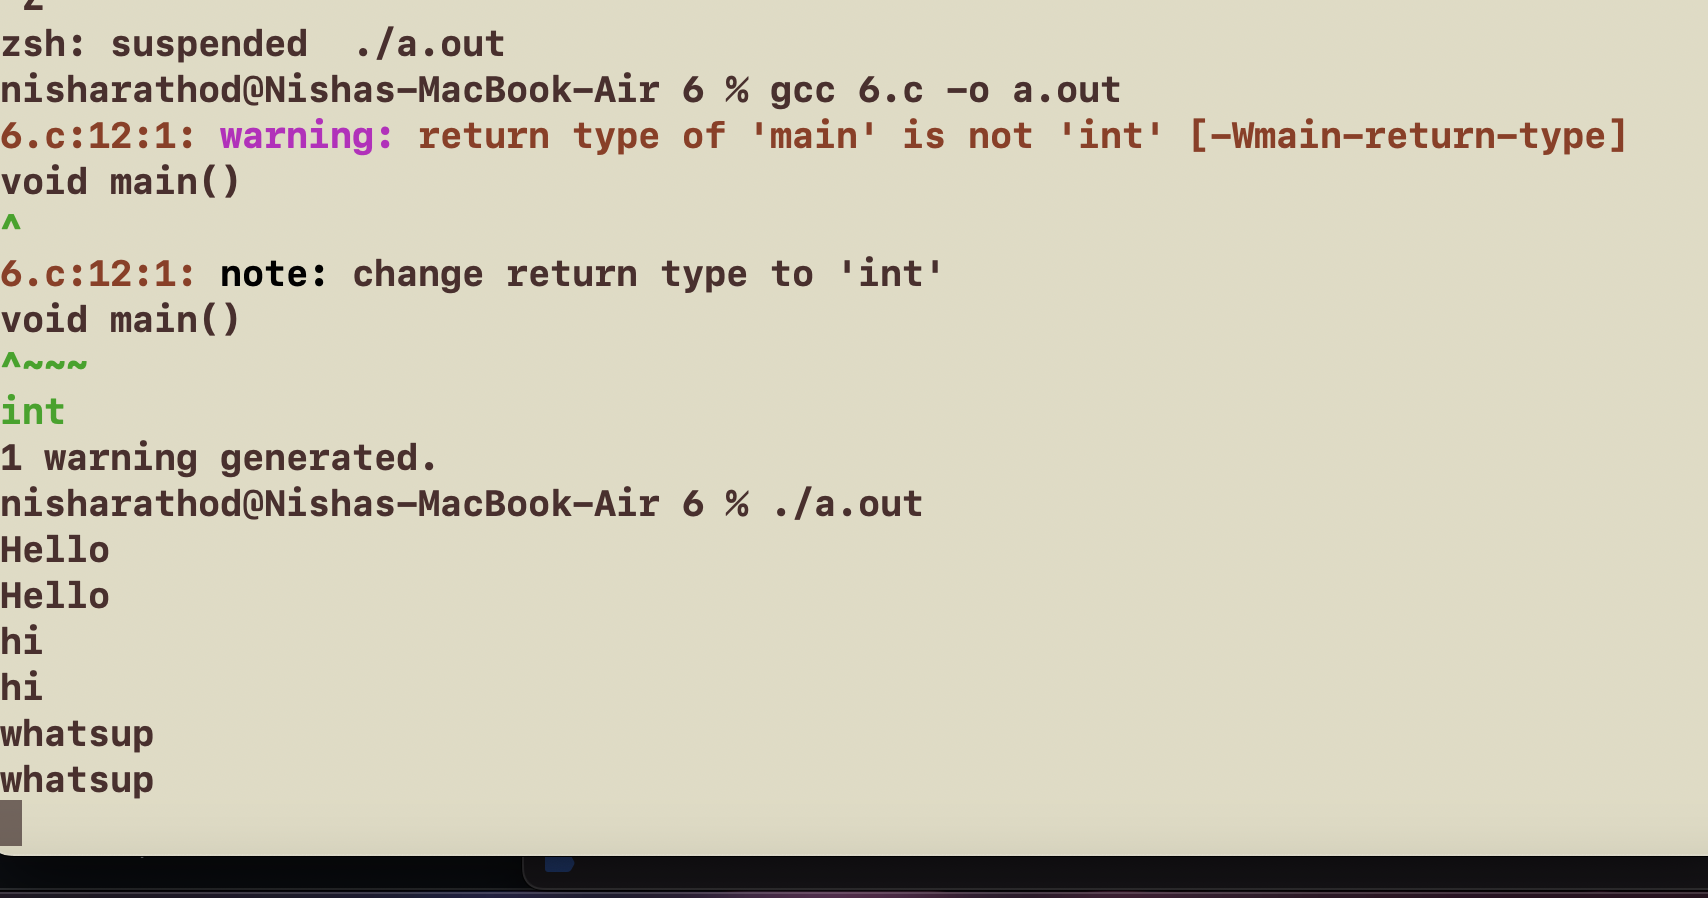 zsh: suspended  ./a.out
nisharathod@Nishas-MacBook-Air 6 % gcc 6.c -o a.out
6.c:12:1: warning: return type of 'main' is not 'int' [-Wmain-return-type]
void main()
^
6.c:12:1: note: change return type to 'int'
void main()
^~~~
int
1 warning generated.
nisharathod@Nishas-MacBook-Air 6 % ./a.out
Hello
Hello
hi
hi
whatsup
whatsup